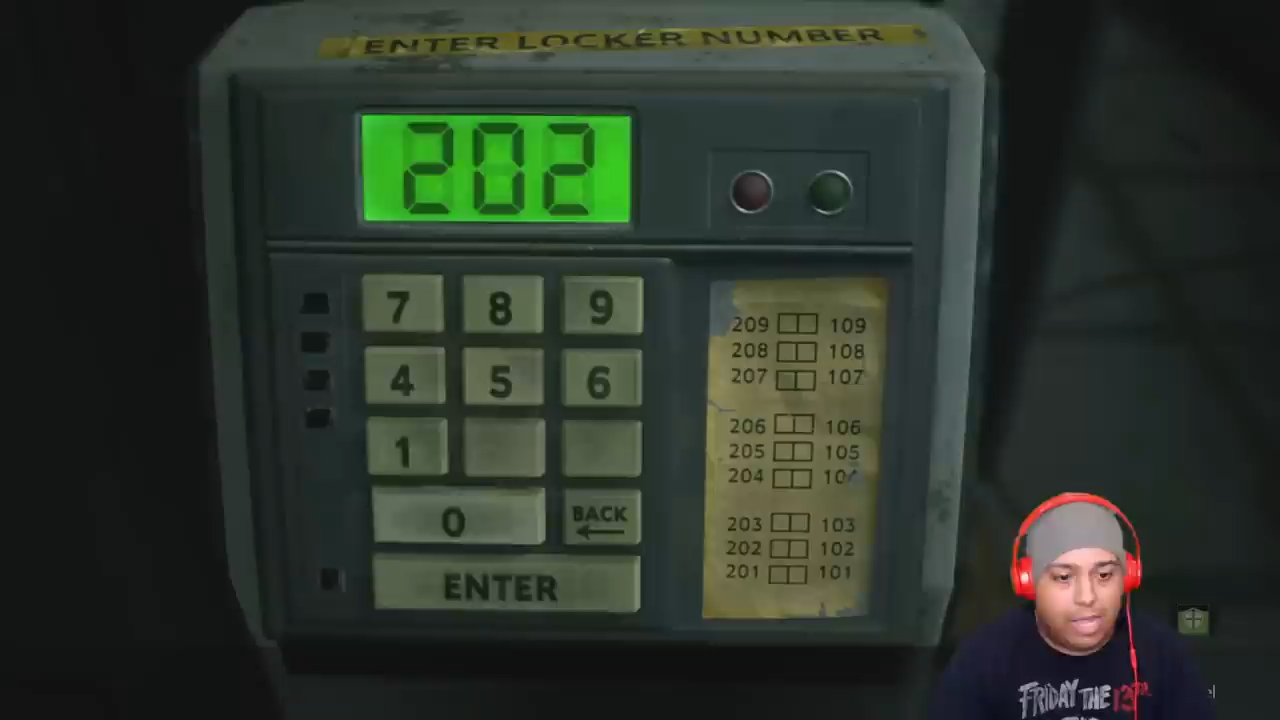 ENTER LOCKER NUMBER
202
7 8 9
4 5 6
1
0 BACK
ENTER
209 109
208 108
207 107
206 106
205 105
204
203 103
202 102
201 101
FRIDAY THE 13TH